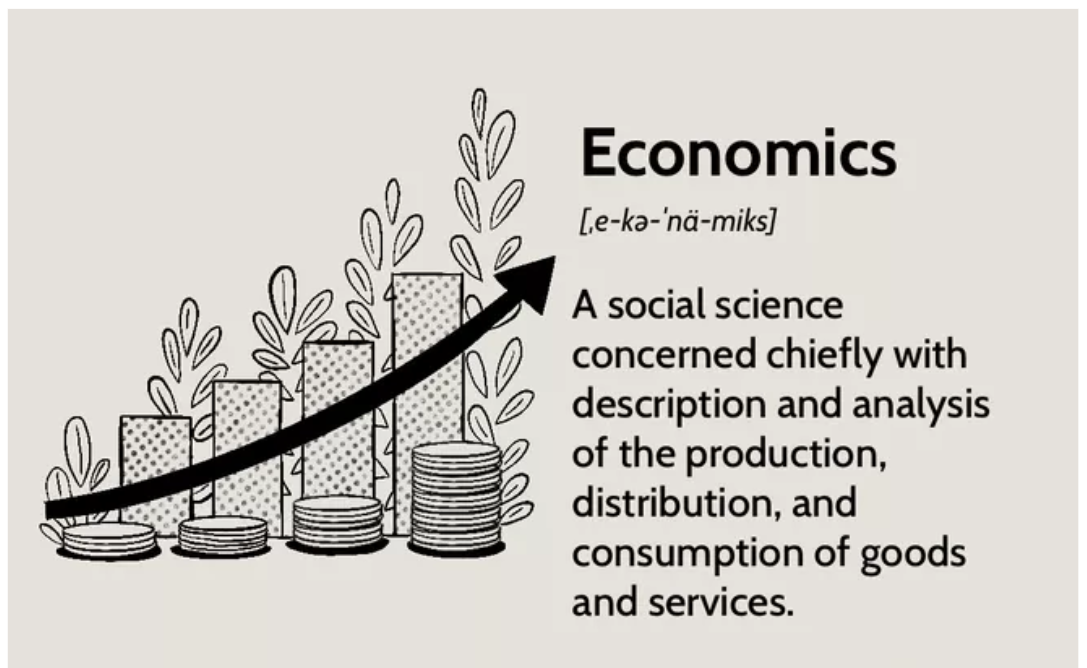 Economics
[ˌe-kə-ˈnä-miks]
A social science
concerned chiefly with
description and analysis
of the production,
distribution, and
consumption of goods
and services.